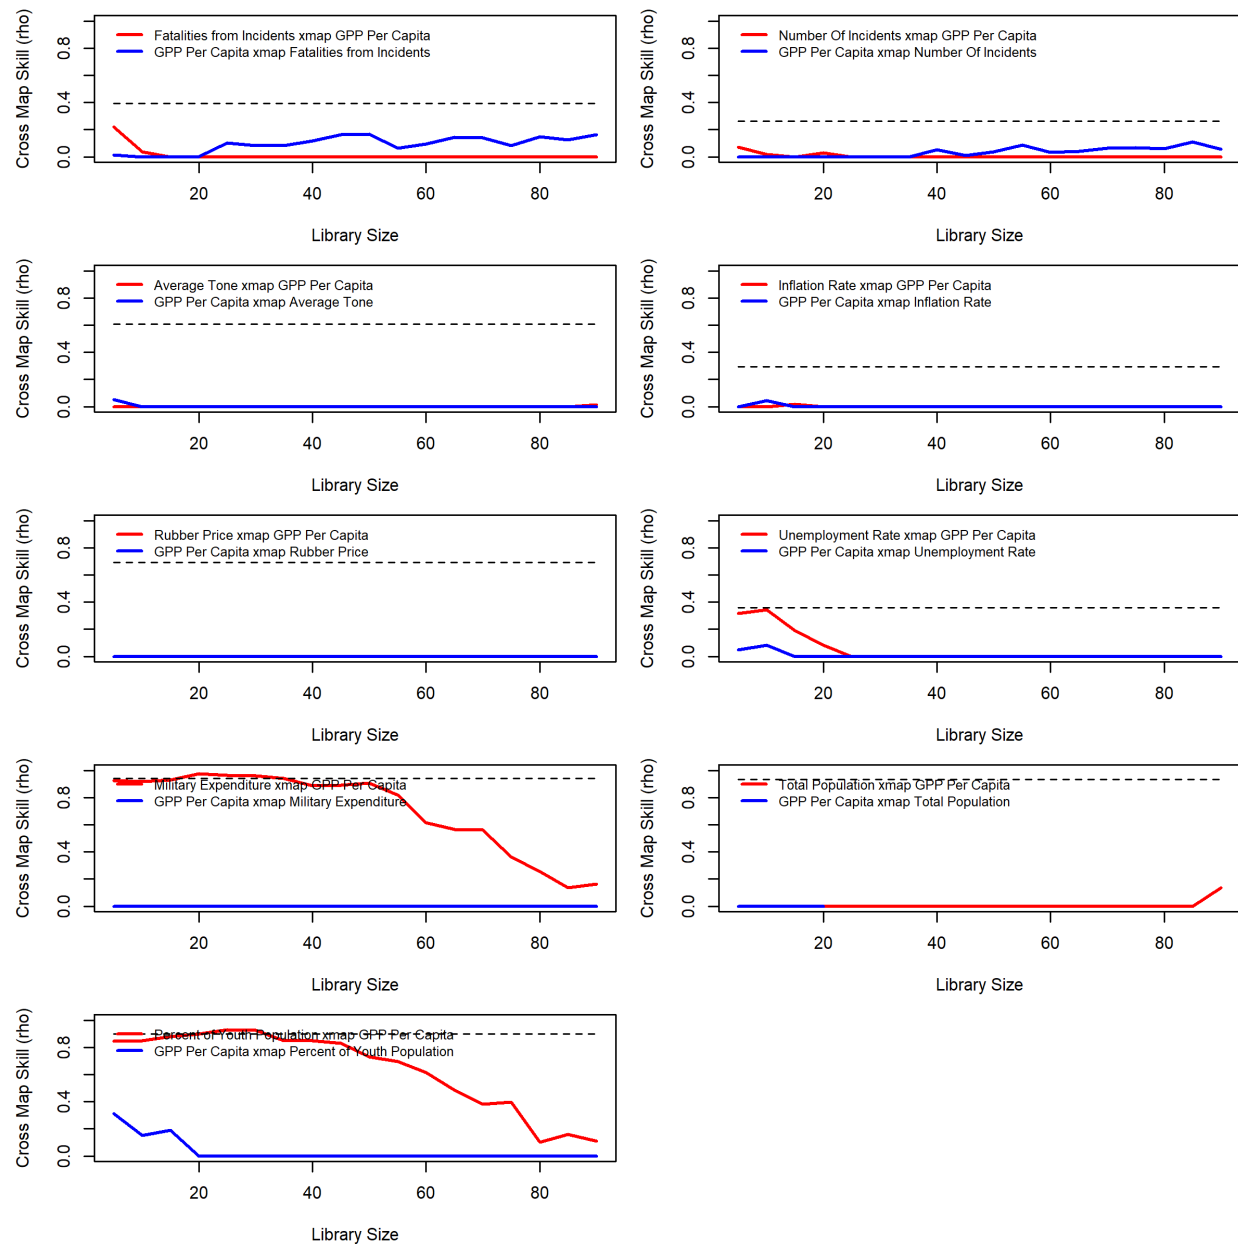 Cross Map Skill (rho)
0.0 0.4 0.8
Fatalities from Incidents xmap GPP Per Capita
GPP Per Capita xmap Fatalities from Incidents
20 40 60 80
Library Size
Cross Map Skill (rho)
0.0 0.4 0.8
Number Of Incidents xmap GPP Per Capita
GPP Per Capita xmap Number Of Incidents
20 40 60 80
Library Size
Cross Map Skill (rho)
0.0 0.4 0.8
Average Tone xmap GPP Per Capita
GPP Per Capita xmap Average Tone
20 40 60 80
Library Size
Cross Map Skill (rho)
0.0 0.4 0.8
Inflation Rate xmap GPP Per Capita
GPP Per Capita xmap Inflation Rate
20 40 60 80
Library Size
Cross Map Skill (rho)
0.0 0.4 0.8
Rubber Price xmap GPP Per Capita
GPP Per Capita xmap Rubber Price
20 40 60 80
Library Size
Cross Map Skill (rho)
0.0 0.4 0.8
Unemployment Rate xmap GPP Per Capita
GPP Per Capita xmap Unemployment Rate
20 40 60 80
Library Size
Cross Map Skill (rho)
0.0 0.4 0.8
Military Expenditure xmap GPP Per Capita
GPP Per Capita xmap Military Expenditure
20 40 60 80
Library Size
Cross Map Skill (rho)
0.0 0.4 0.8
Total Population xmap GPP Per Capita
GPP Per Capita xmap Total Population
20 40 60 80
Library Size
Cross Map Skill (rho)
0.0 0.4 0.8
Percent of Youth Population xmap GPP Per Capita
GPP Per Capita xmap Percent of Youth Population
20 40 60 80
Library Size